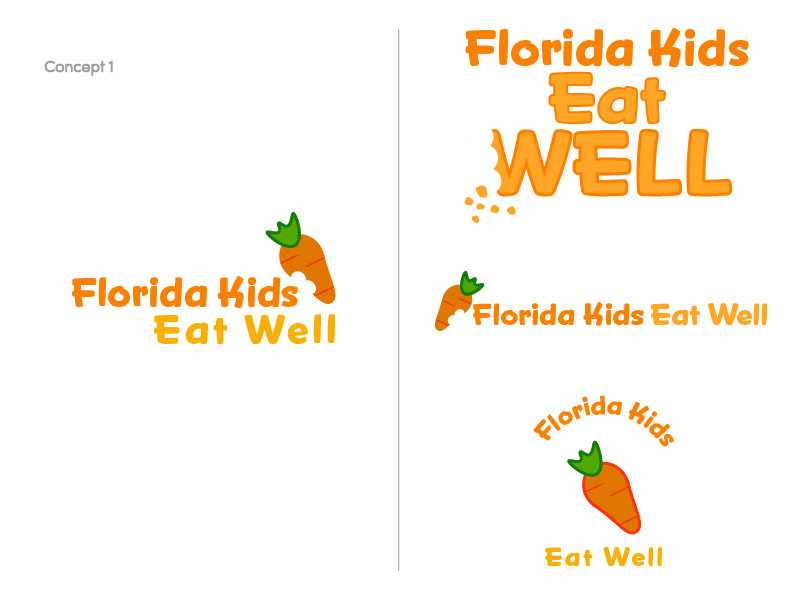 Concept 1
Florida Kids
Eat Well
Florida Kids
Eat
WELL
Florida Kids Eat Well
Florida Kids
Eat Well